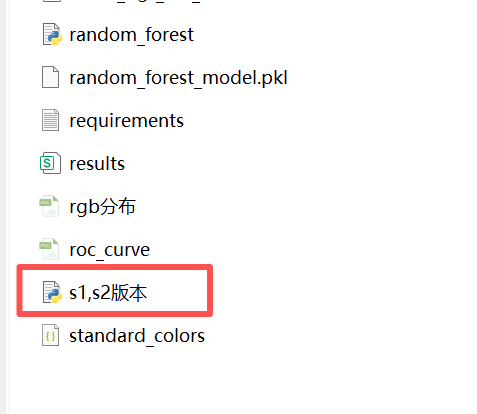 random_forest
random_forest_model.pkl
requirements
results
rgb分布
roc_curve
s1,s2版本
standard_colors